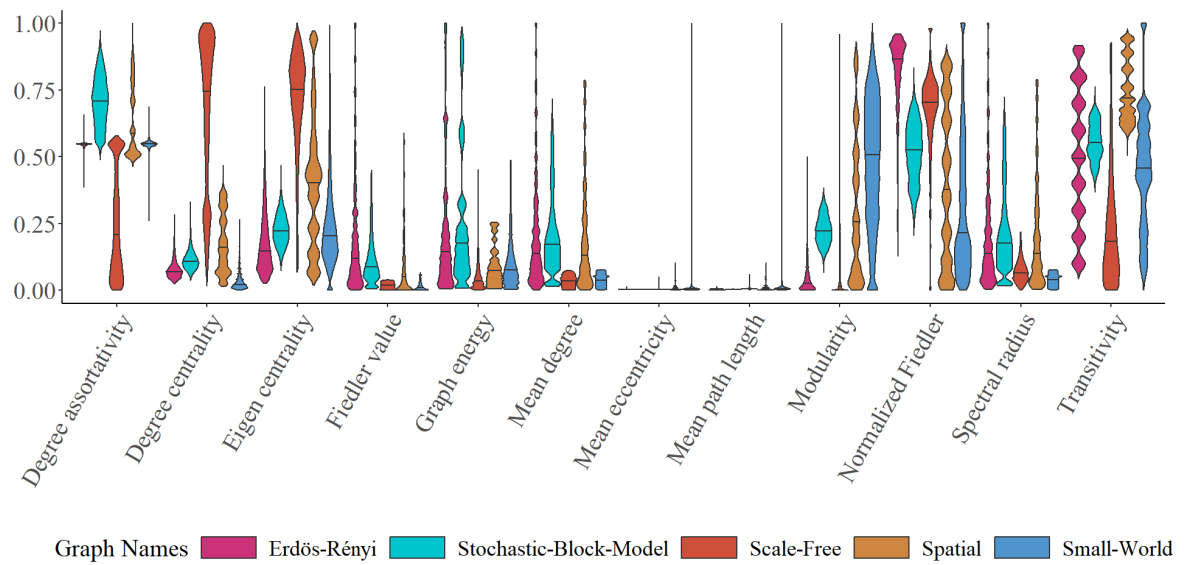 1.00
0.75
0.50
0.25
0.00
Degree assortativity
Degree centrality
Eigen centrality
Fiedler value
Graph energy
Mean degree
Mean eccentricity
Mean path length
Modularity
Normalized Fiedler
Spectral radius
Transitivity
Graph Names Erdös-Rényi Stochastic-Block-Model Scale-Free Spatial Small-World